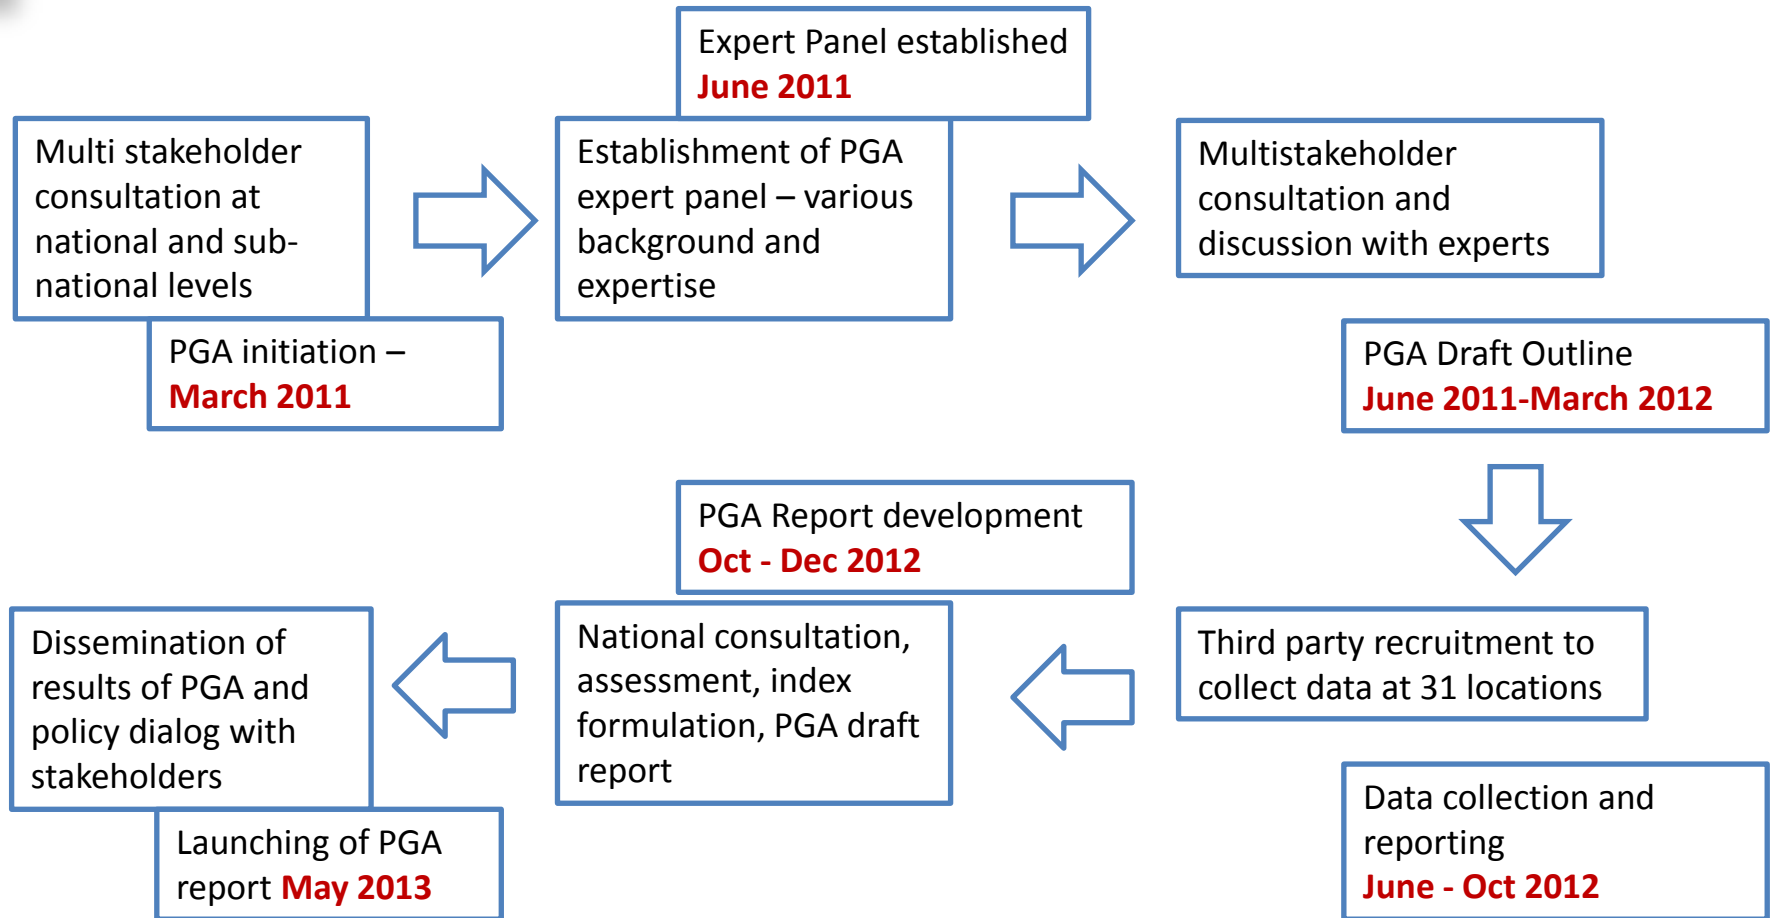 Multi stakeholder
consultation at
national and sub-
national levels
PGA initiation –
March 2011
Expert Panel established
June 2011
Establishment of PGA
expert panel – various
background and
expertise
Multistakeholder
consultation and
discussion with experts
PGA Draft Outline
June 2011-March 2012
Third party recruitment to
collect data at 31 locations
Data collection and
reporting
June - Oct 2012
PGA Report development
Oct - Dec 2012
National consultation,
assessment, index
formulation, PGA draft
report
Dissemination of
results of PGA and
policy dialog with
stakeholders
Launching of PGA
report May 2013